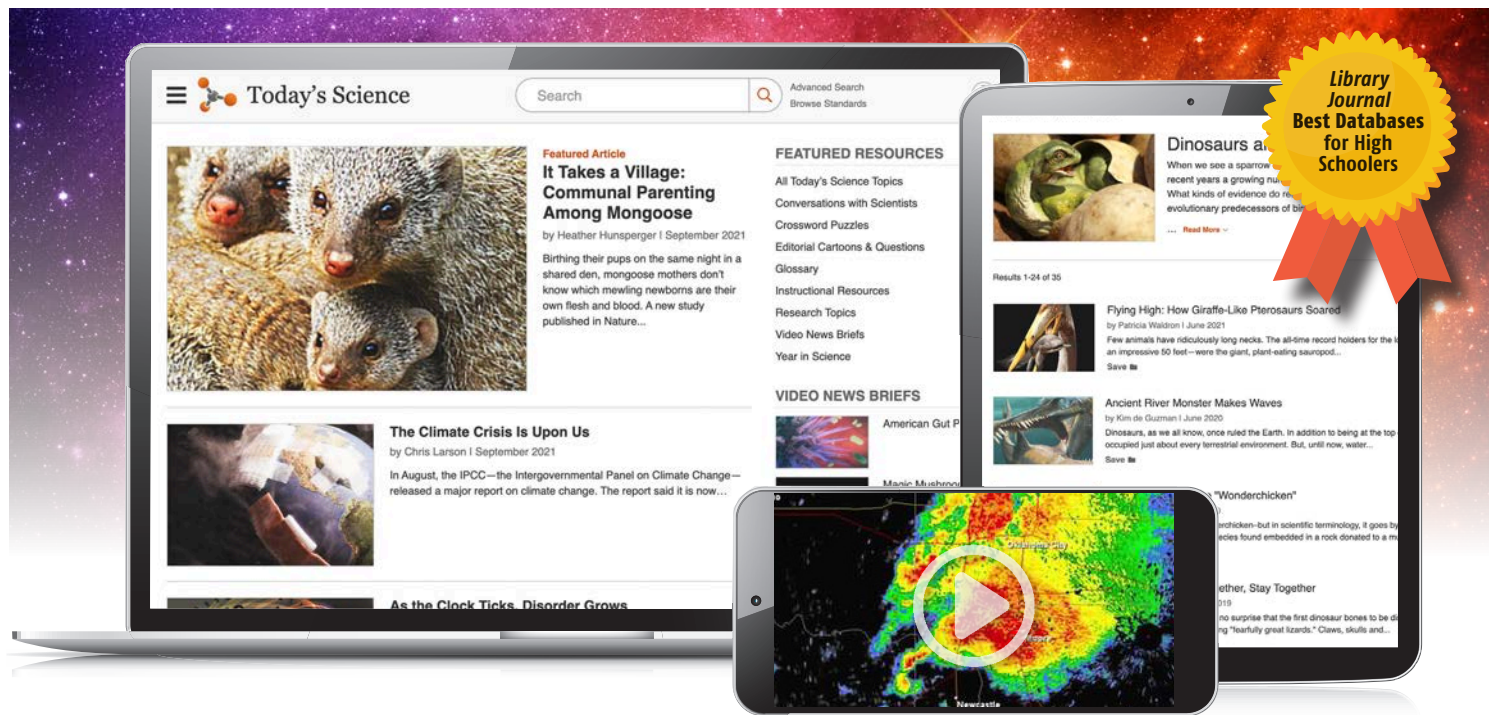 Today's Science
Search
Advanced Search
Browse Standards
Featured Article
It Takes a Village:
Communal Parenting
Among Mongoose
by Heather Hunsperger I September 2021
Birthing their pups on the same night in a
shared den, mongoose mothers don't
know which mewling newborns are their
own flesh and blood. A new study
published in Nature...
The Climate Crisis Is Upon Us
by Chris Larson I September 2021
In August, the IPCC—the Intergovernmental Panel on Climate Change—
released a major report on climate change. The report said it is now…
As the Clock Ticks, Disorder Grows
FEATURED RESOURCES
All Today's Science Topics
Conversations with Scientists
Crossword Puzzles
Editorial Cartoons & Questions
Glossary
Instructional Resources
Research Topics
Video News Briefs
Year in Science
VIDEO NEWS BRIEFS
American Gut P
Magic Mushroo
Dinosaurs a
When we see a sparrow
recent years a growing nu
What kinds of evidence do re
evolutionary predecessors of bi
... Read More
Results 1-24 of 35
Flying High: How Giraffe-Like Pterosaurs Soared
by Patricia Waldron I June 2021
Few animals have ridiculously long necks. The all-time record holders for the l
an impressive 50 feet—were the giant, plant-eating sauropod...
Save
Ancient River Monster Makes Waves
by Kim de Guzman I June 2020
Dinosaurs, as we all know, once ruled the Earth. In addition to being at the top
occupied just about every terrestrial environment. But, until now, water...
Save
"Wonderchicken"
erchicken–but in scientific terminology, it goes by
ecies found embedded in a rock donated to a mu
ether, Stay Together
019
no surprise that the first dinosaur bones to be di
ng "fearfully great lizards." Claws, skulls and...
Library
Journal
Best Databases
for High
Schoolers
Oklahoma City
Moore
Newcastle